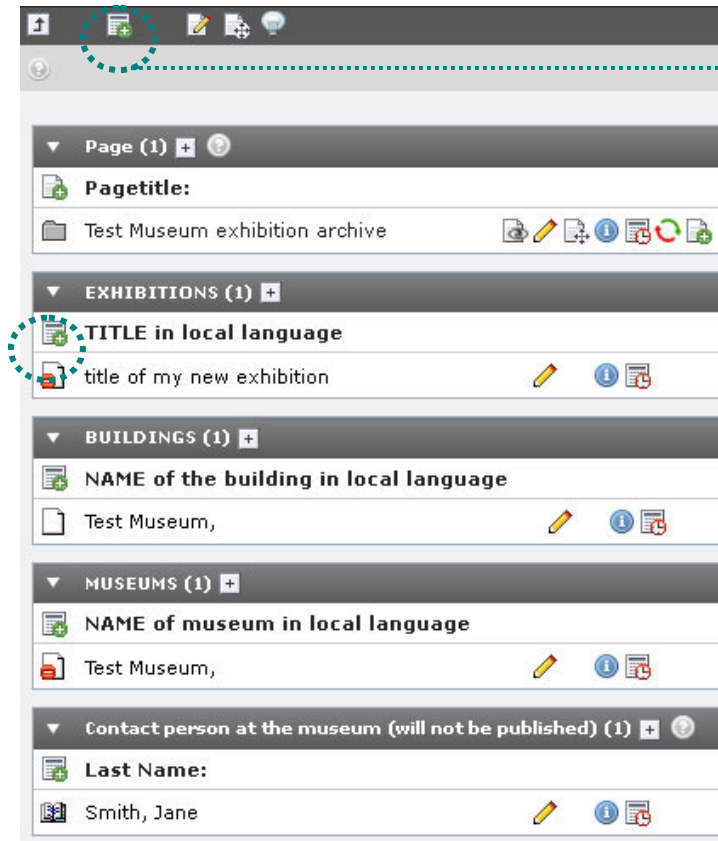 Page (1)
Pagetitle:
Test Museum exhibition archive
EXHIBITIONS (1)
TITLE in local language
title of my new exhibition
BUILDINGS (1)
NAME of the building in local language
Test Museum,
MUSEUMS (1)
NAME of museum in local language
Test Museum,
Contact person at the museum (will not be published) (1)
Last Name:
Smith, Jane